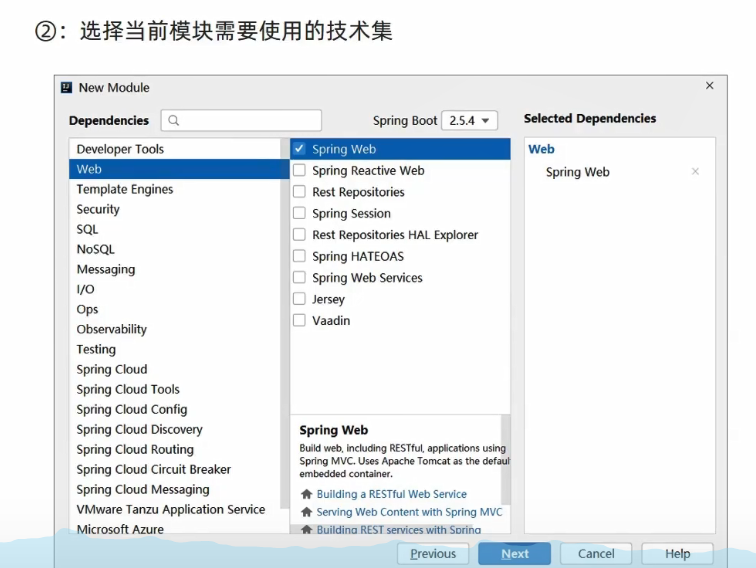 ②：选择当前模块需要使用的技术集
New Module
Dependencies
Spring Boot 2.5.4
Selected Dependencies
Developer Tools
Web
Template Engines
Security
SQL
NoSQL
Messaging
I/O
Ops
Observability
Testing
Spring Cloud
Spring Cloud Tools
Spring Cloud Config
Spring Cloud Discovery
Spring Cloud Routing
Spring Cloud Circuit Breaker
Spring Cloud Messaging
VMware Tanzu Application Service
Microsoft Azure
Spring Web
Spring Reactive Web
Rest Repositories
Spring Session
Rest Repositories HAL Explorer
Spring HATEOAS
Spring Web Services
Jersey
Vaadin
Spring Web
Build web, including RESTful, applications using
Spring MVC. Uses Apache Tomcat as the defaul
embedded container.
Building a RESTful Web Service
Serving Web Content with Spring MVC
Building REST services with Spring
Web
Spring Web
Previous
Next
Cancel
Help